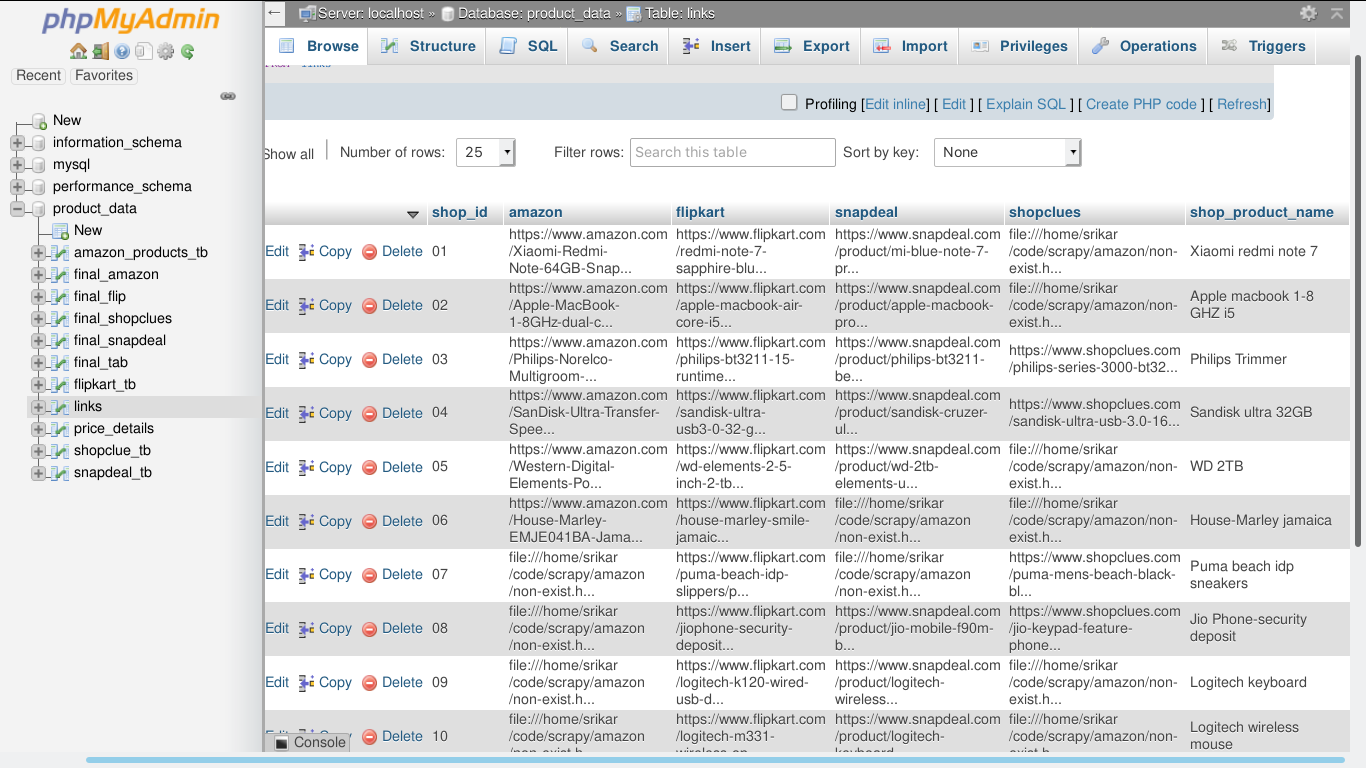 phpMyAdmin
Recent Favorites
New
information_schema
mysql
performance_schema
product_data
New
amazon_products_tb
final_amazon
final_flip
final_shopclues
final_snapdeal
final_tab
flipkart_tb
links
price_details
shopclue_tb
snapdeal_tb
← Server: localhost » Database: product_data » Table: links
Browse Structure SQL Search Insert Export Import Privileges Operations Triggers
Profiling [Edit inline] [ Edit ] [ Explain SQL ] [ Create PHP code ] [ Refresh]
Show all Number of rows: 25 Filter rows: Search this table Sort by key: None
shop_id amazon flipkart snapdeal shopclues shop_product_name
https://www.amazon.com https://www.flipkart.com https://www.snapdeal.com file:///home/srikar
Edit Copy Delete 01 /Xiaomi-Redmi- /redmi-note-7- /product/mi-blue-note-7- /code/scrapy/amazon/non- Xiaomi redmi note 7
Note-64GB-Snap... sapphire-blu... pr... exist.h...
https://www.amazon.com https://www.flipkart.com https://www.snapdeal.com file:///home/srikar Apple macbook 1-8
Edit Copy Delete 02 /Apple-MacBook- /apple-macbook-air- /product/apple-macbook- /code/scrapy/amazon/non- GHZ i5
1-8GHz-dual-c... core-i5... pro... exist.h...
https://www.amazon.com https://www.flipkart.com https://www.snapdeal.com https://www.shopclues.com
Edit Copy Delete 03 /Philips-Norelco- /philips-bt3211-15- /product/philips-bt3211- /philips-series-3000-bt32... Philips Trimmer
Multigroom-... runtime... be...
https://www.amazon.com https://www.flipkart.com https://www.snapdeal.com https://www.shopclues.com
Edit Copy Delete 04 /SanDisk-Ultra-Transfer- /sandisk-ultra- /product/sandisk-cruzer- /sandisk-ultra-usb-3.0-16... Sandisk ultra 32GB
Spee... usb3-0-32-g... ul...
https://www.amazon.com https://www.flipkart.com https://www.snapdeal.com file:///home/srikar
Edit Copy Delete 05 /Western-Digital- /wd-elements-2-5- /product/wd-2tb- /code/scrapy/amazon/non- WD 2TB
Elements-Po... inch-2-tb... elements-u... exist.h...
https://www.amazon.com https://www.flipkart.com file:///home/srikar file:///home/srikar
Edit Copy Delete 06 /House-Marley- /house-marley-smile- /code/scrapy/amazon /code/scrapy/amazon/non- House-Marley jamaica
EMJE041BA-Jama... jamaic... /non-exist.h... exist.h...
file:///home/srikar https://www.flipkart.com file:///home/srikar https://www.shopclues.com Puma beach idp
Edit Copy Delete 07 /code/scrapy/amazon /puma-beach-idp- /code/scrapy/amazon /puma-mens-beach-black- sneakers
/non-exist.h... slippers/p... /non-exist.h... bl...
file:///home/srikar https://www.flipkart.com https://www.snapdeal.com https://www.shopclues.com Jio Phone-security
Edit Copy Delete 08 /code/scrapy/amazon /jiophone-security- /product/jio-mobile-f90m- /jio-keypad-feature- deposit
/non-exist.h... deposit... b... phone...
file:///home/srikar https://www.flipkart.com https://www.snapdeal.com file:///home/srikar
Edit Copy Delete 09 /code/scrapy/amazon /logitech-k120-wired- /product/logitech- /code/scrapy/amazon/non- Logitech keyboard
/non-exist.h... usb-d... wireless... exist.h...
file:///home/srikar https://www.flipkart.com https://www.snapdeal.com file:///home/srikar Logitech wireless
Delete 10 /code/scrapy/amazon /logitech-m331- /product/logitech- /code/scrapy/amazon/non- mouse
Console